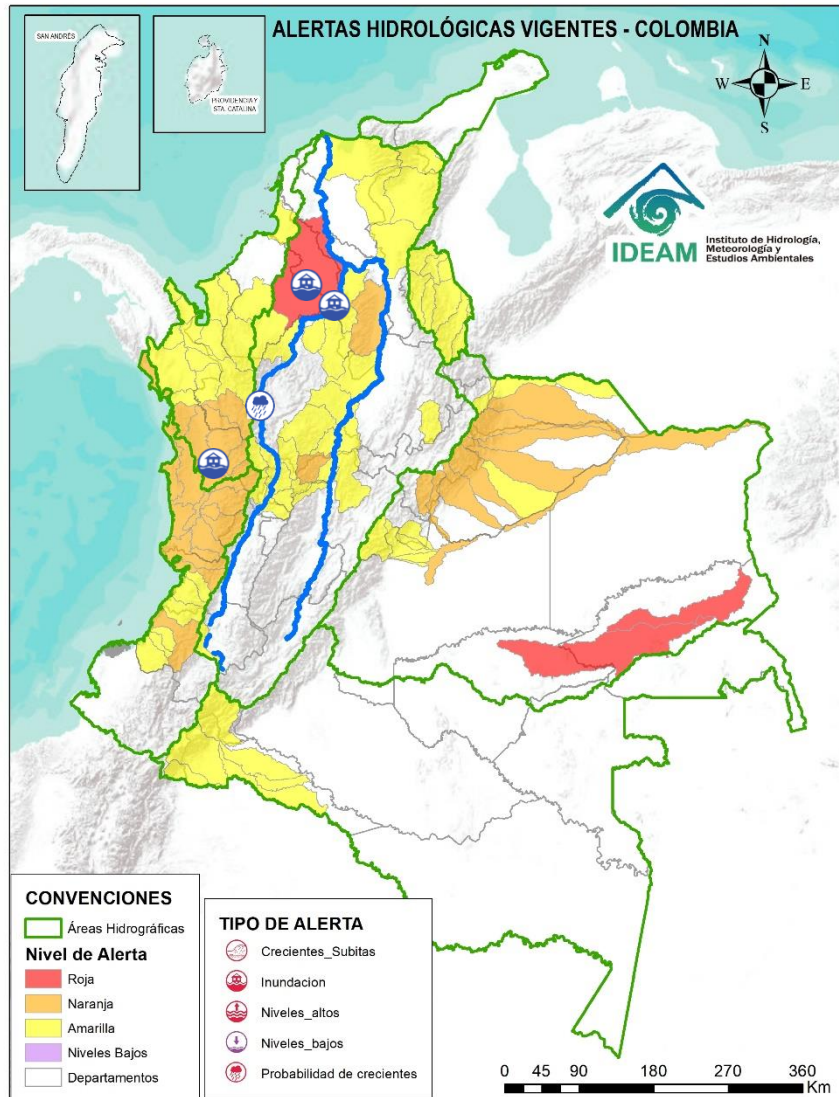 ALERTAS HIDROLÓGICAS VIGENTES - COLOMBIA
SAN ANDRÉS
PROVIDENCIA Y
STA. CATALINA
N
W
E
S
IDEAM
Instituto de Hidrología,
Meteorología y
Estudios Ambientales
CONVENCIONES
Áreas Hidrográficas
Nivel de Alerta
Roja
Naranja
Amarilla
Niveles Bajos
Departamentos
TIPO DE ALERTA
Crecientes_Subitas
Inundacion
Niveles_altos
Niveles_bajos
Probabilidad de crecientes
0 45 90 180 270 360
Km